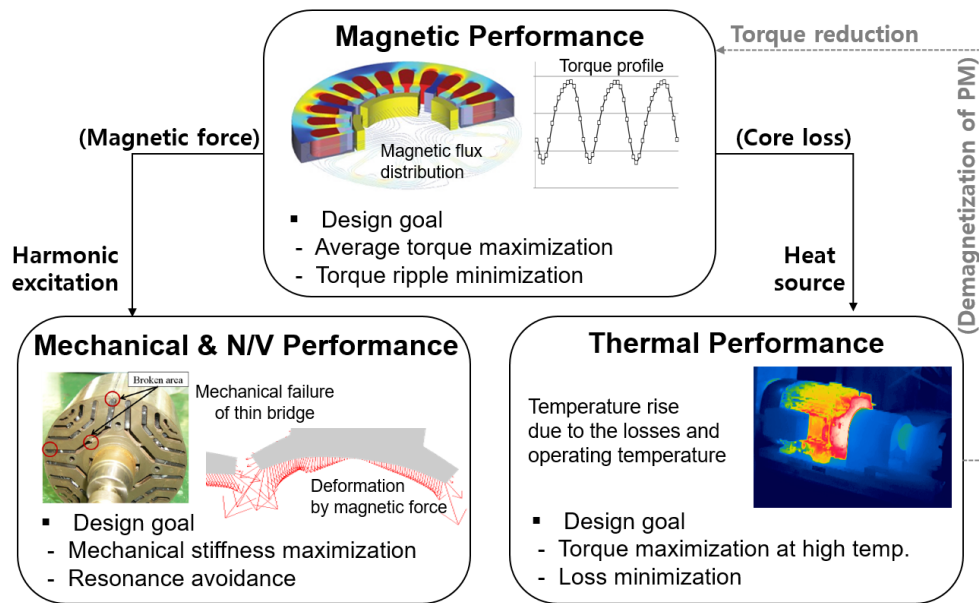 Magnetic Performance
Torque profile
Magnetic flux
distribution
▪ Design goal
- Average torque maximization
- Torque ripple minimization
(Magnetic force)
Harmonic
excitation
(Core loss)
Heat
source
Torque reduction
(Demagnetization of PM)
Mechanical & N/V Performance
Broken area
Mechanical failure
of thin bridge
Deformation
by magnetic force
▪ Design goal
- Mechanical stiffness maximization
- Resonance avoidance
Thermal Performance
Temperature rise
due to the losses and
operating temperature
▪ Design goal
- Torque maximization at high temp.
- Loss minimization